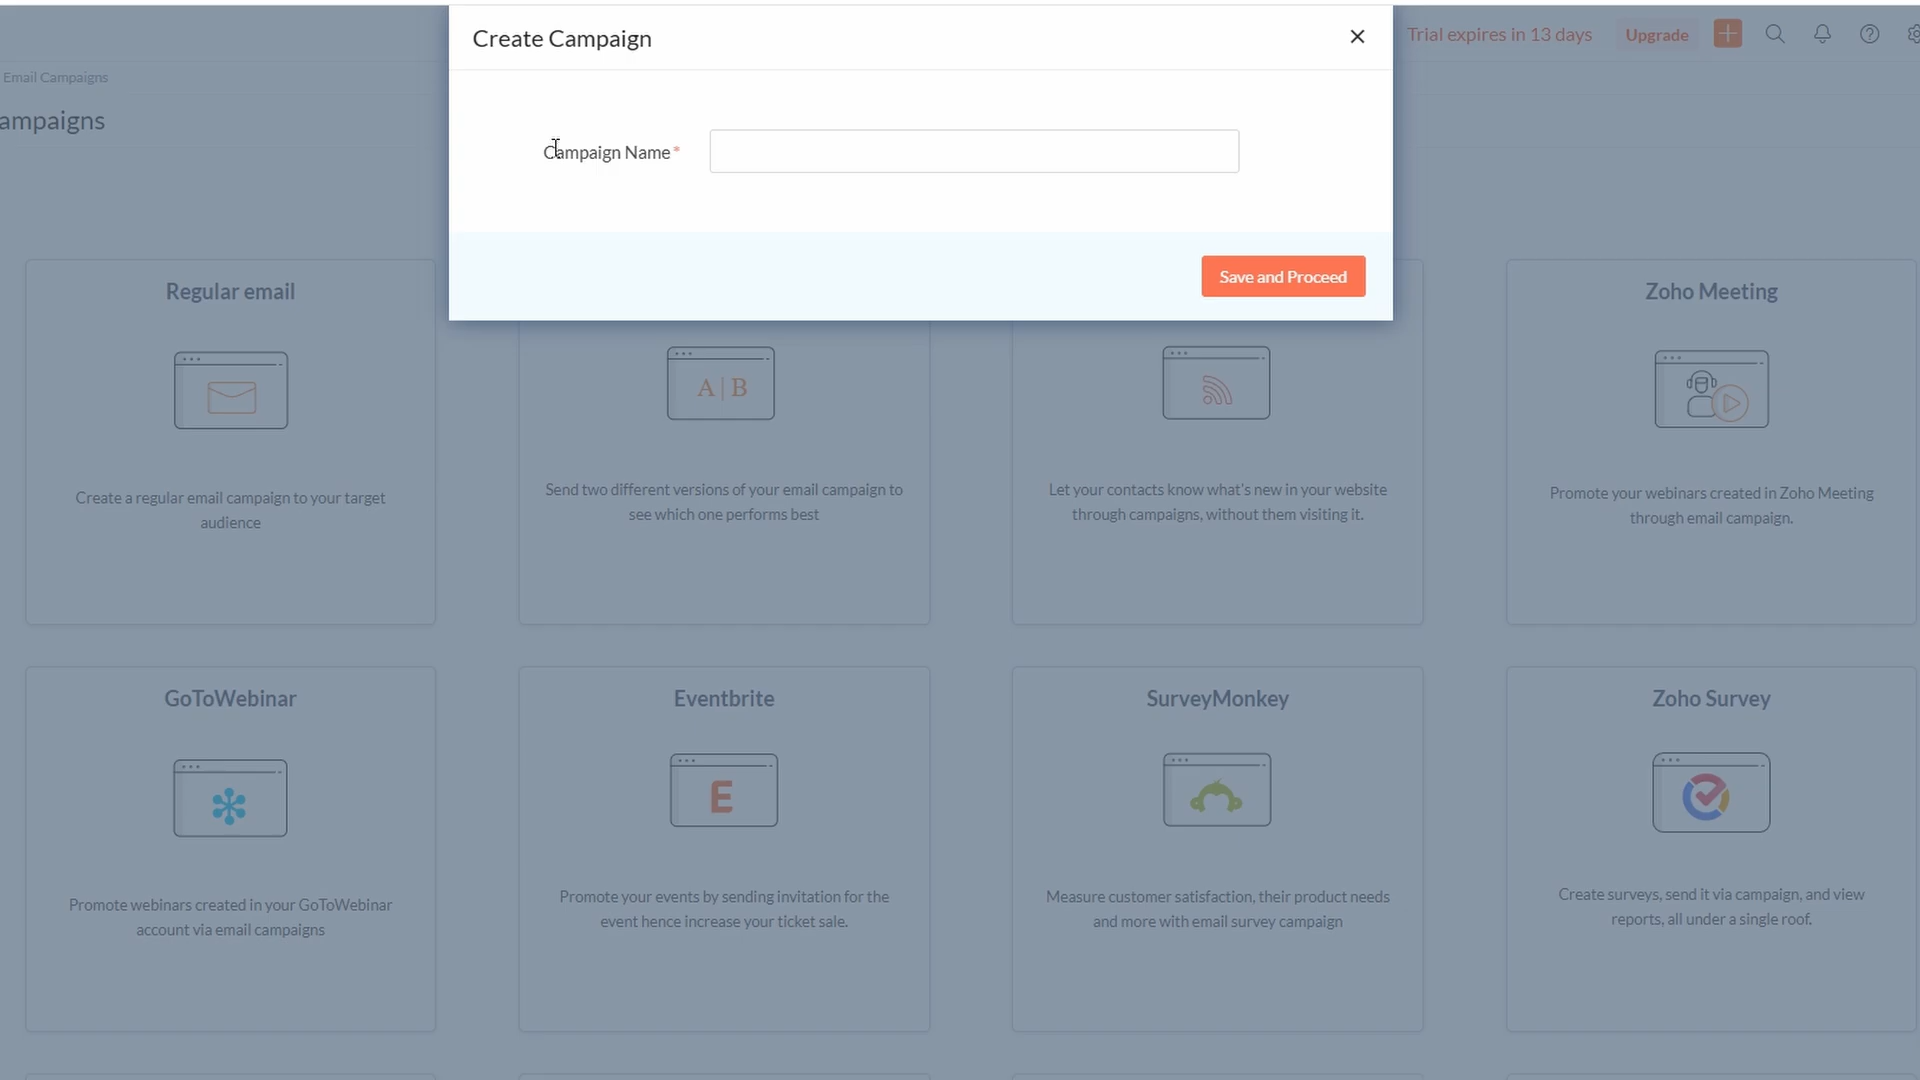 Create Campaign
Trial expires in 13 days
Upgrade
Email Campaigns
ampaigns
Campaign Name*
Save and Proceed
Regular email
Create a regular email campaign to your target
audience
A | B
Send two different versions of your email campaign to
see which one performs best
Let your contacts know what's new in your website
through campaigns, without them visiting it.
Zoho Meeting
Promote your webinars created in Zoho Meeting
through email campaign.
GoToWebinar
Promote webinars created in your GoToWebinar
account via email campaigns
Eventbrite
E
Promote your events by sending invitation for the
event hence increase your ticket sale.
SurveyMonkey
Measure customer satisfaction, their product needs
and more with email survey campaign
Zoho Survey
Create surveys, send it via campaign, and view
reports, all under a single roof.